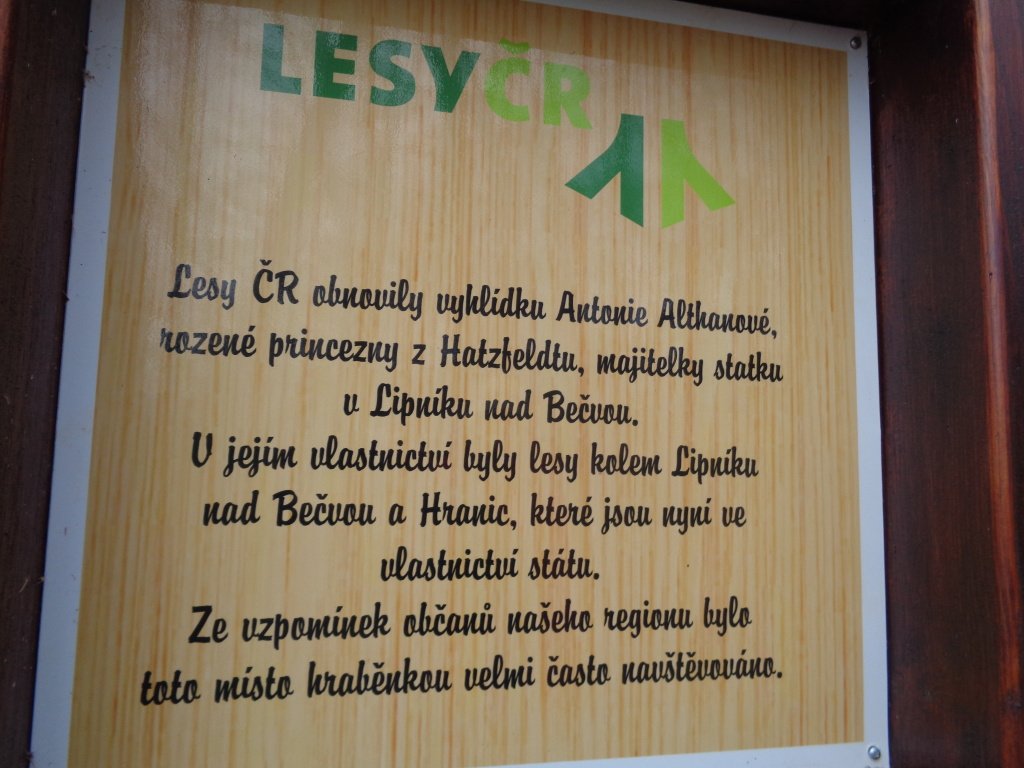 LESY ČR
Lesy ČR obnovily vyhlídku Antonie Althanové,
rozené princezny z Hatzfeldtu, majitelky statku
v Lipníku nad Bečvou.
V jejím vlastnictví byly lesy kolem Lipníku
nad Bečvou a Hranic, které jsou nyní ve
vlastnictví státu.
Ze vzpomínek občanů našeho regionu bylo
toto místo hraběnkou velmi často navštěvováno.